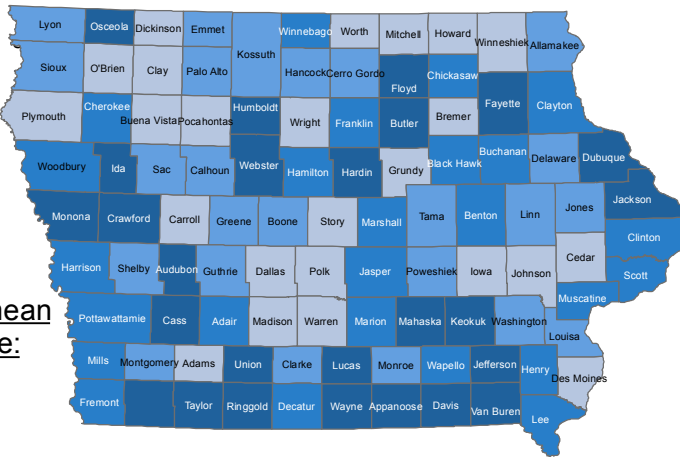 Lyon Osceola Dickinson Emmet Kossuth Winnebago Worth Mitchell Howard Winneshiek Allamakee
Sioux O'Brien Clay Palo Alto Hancock Cerro Gordo Floyd Chickasaw
Plymouth Cherokee Buena Vista Pocahontas Humboldt Wright Franklin Butler Bremer Fayette Clayton
Woodbury Ida Sac Calhoun Webster Hamilton Hardin Grundy Black Hawk Buchanan Delaware Dubuque
Monona Crawford Carroll Greene Boone Story Marshall Tama Benton Linn Jones Jackson
Clinton
Harrison Shelby Audubon Guthrie Dallas Polk Jasper Poweshiek Iowa Johnson Cedar Scott
Muscatine
nean
e:
Pottawattamie Cass Adair Madison Warren Marion Mahaska Keokuk Washington Louisa
Mills Montgomery Adams Union Clarke Lucas Monroe Wapello Jefferson Henry Des Moines
Fremont Taylor Ringgold Decatur Wayne Appanoose Davis Van Buren Lee